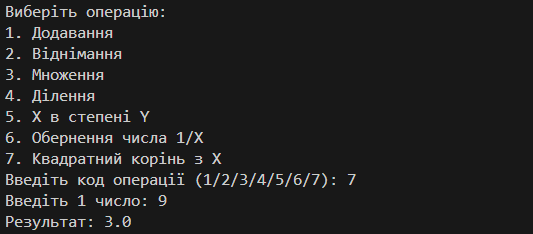 Виберіть операцію:
1. Додавання
2. Віднімання
3. Множення
4. Ділення
5. X в степені Y
6. Обернення числа 1/X
7. Квадратний корінь з X
Введіть код операції (1/2/3/4/5/6/7): 7
Введіть 1 число: 9
Результат: 3.0